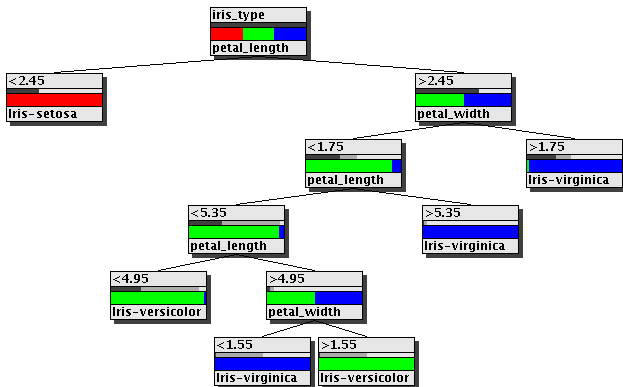 iris_type
petal_length
<2.45
Iris-setosa
>2.45
petal_width
<1.75
petal_length
>1.75
Iris-virginica
<5.35
petal_length
>5.35
Iris-virginica
<4.95
Iris-versicolor
>4.95
petal_width
<1.55
Iris-virginica
>1.55
Iris-versicolor